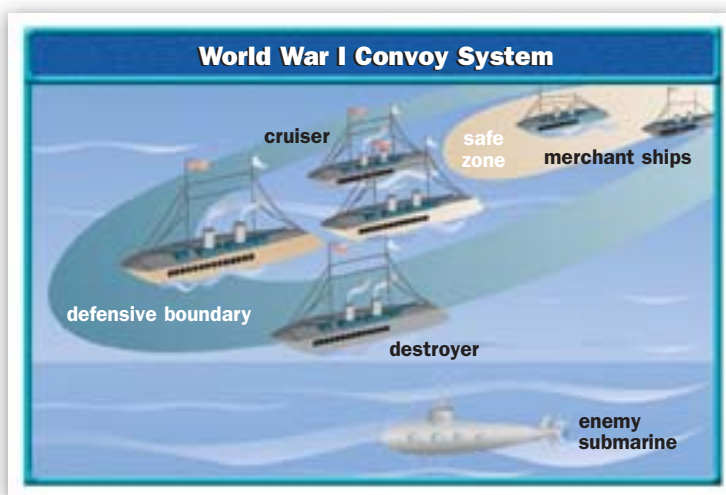 World War I Convoy System
cruiser
safe
zone
merchant ships
defensive boundary
destroyer
enemy
submarine